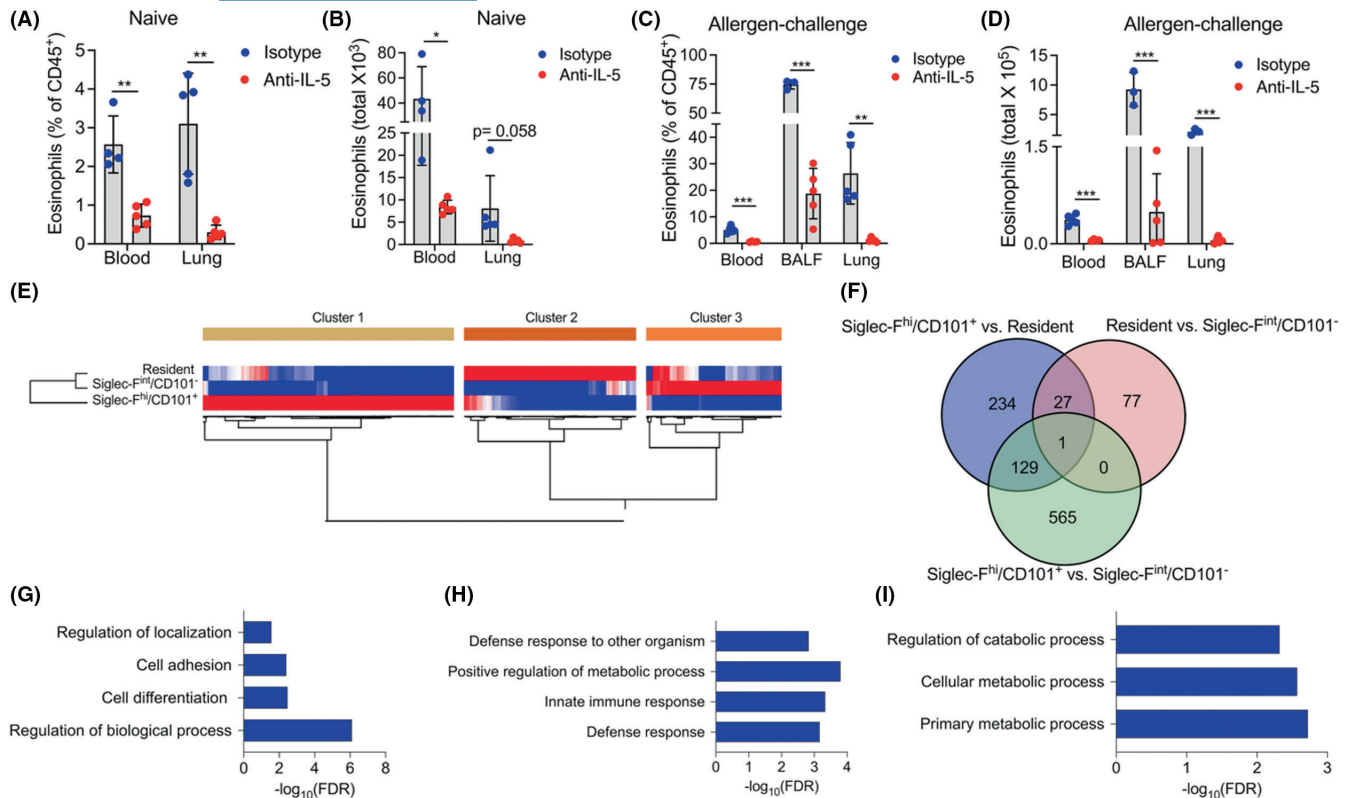 (A)
Naive
Eosinophils (% of CD45+)
5
4
3
2
1
0
**
**
Isotype
Anti-IL-5
Blood
Lung
(B)
Naive
Eosinophils (total X10³)
80
60
40
20
25
20
15
10
5
0
*
p= 0.058
Isotype
Anti-IL-5
Blood
Lung
(C)
Allergen-challenge
Eosinophils (% of CD45⁺)
100
75
50
40
30
20
10
0
***
***
**
Isotype
Anti-IL-5
Blood
BALF
Lung
(D)
Allergen-challenge
Eosinophils (total X 10⁵)
15
10
5
1.5
0.0
***
***
***
Isotype
Anti-IL-5
Blood
BALF
Lung
(E)
Cluster 1
Cluster 2
Cluster 3
Resident
Siglec-Fint/CD101-
Siglec-Fhi/CD101+
(F)
Siglec-Fhi/CD101+ vs. Resident
Resident vs. Siglec-Fint/CD101-
234
27
77
1
129
0
565
Siglec-Fhi/CD101+ vs. Siglec-Fint/CD101-
(G)
Regulation of localization
Cell adhesion
Cell differentiation
Regulation of biological process
0 2 4 6 8
-log10(FDR)
(H)
Defense response to other organism
Positive regulation of metabolic process
Innate immune response
Defense response
0 1 2 3 4
-log10(FDR)
(I)
Regulation of catabolic process
Cellular metabolic process
Primary metabolic process
0 1 2 3
-log10(FDR)